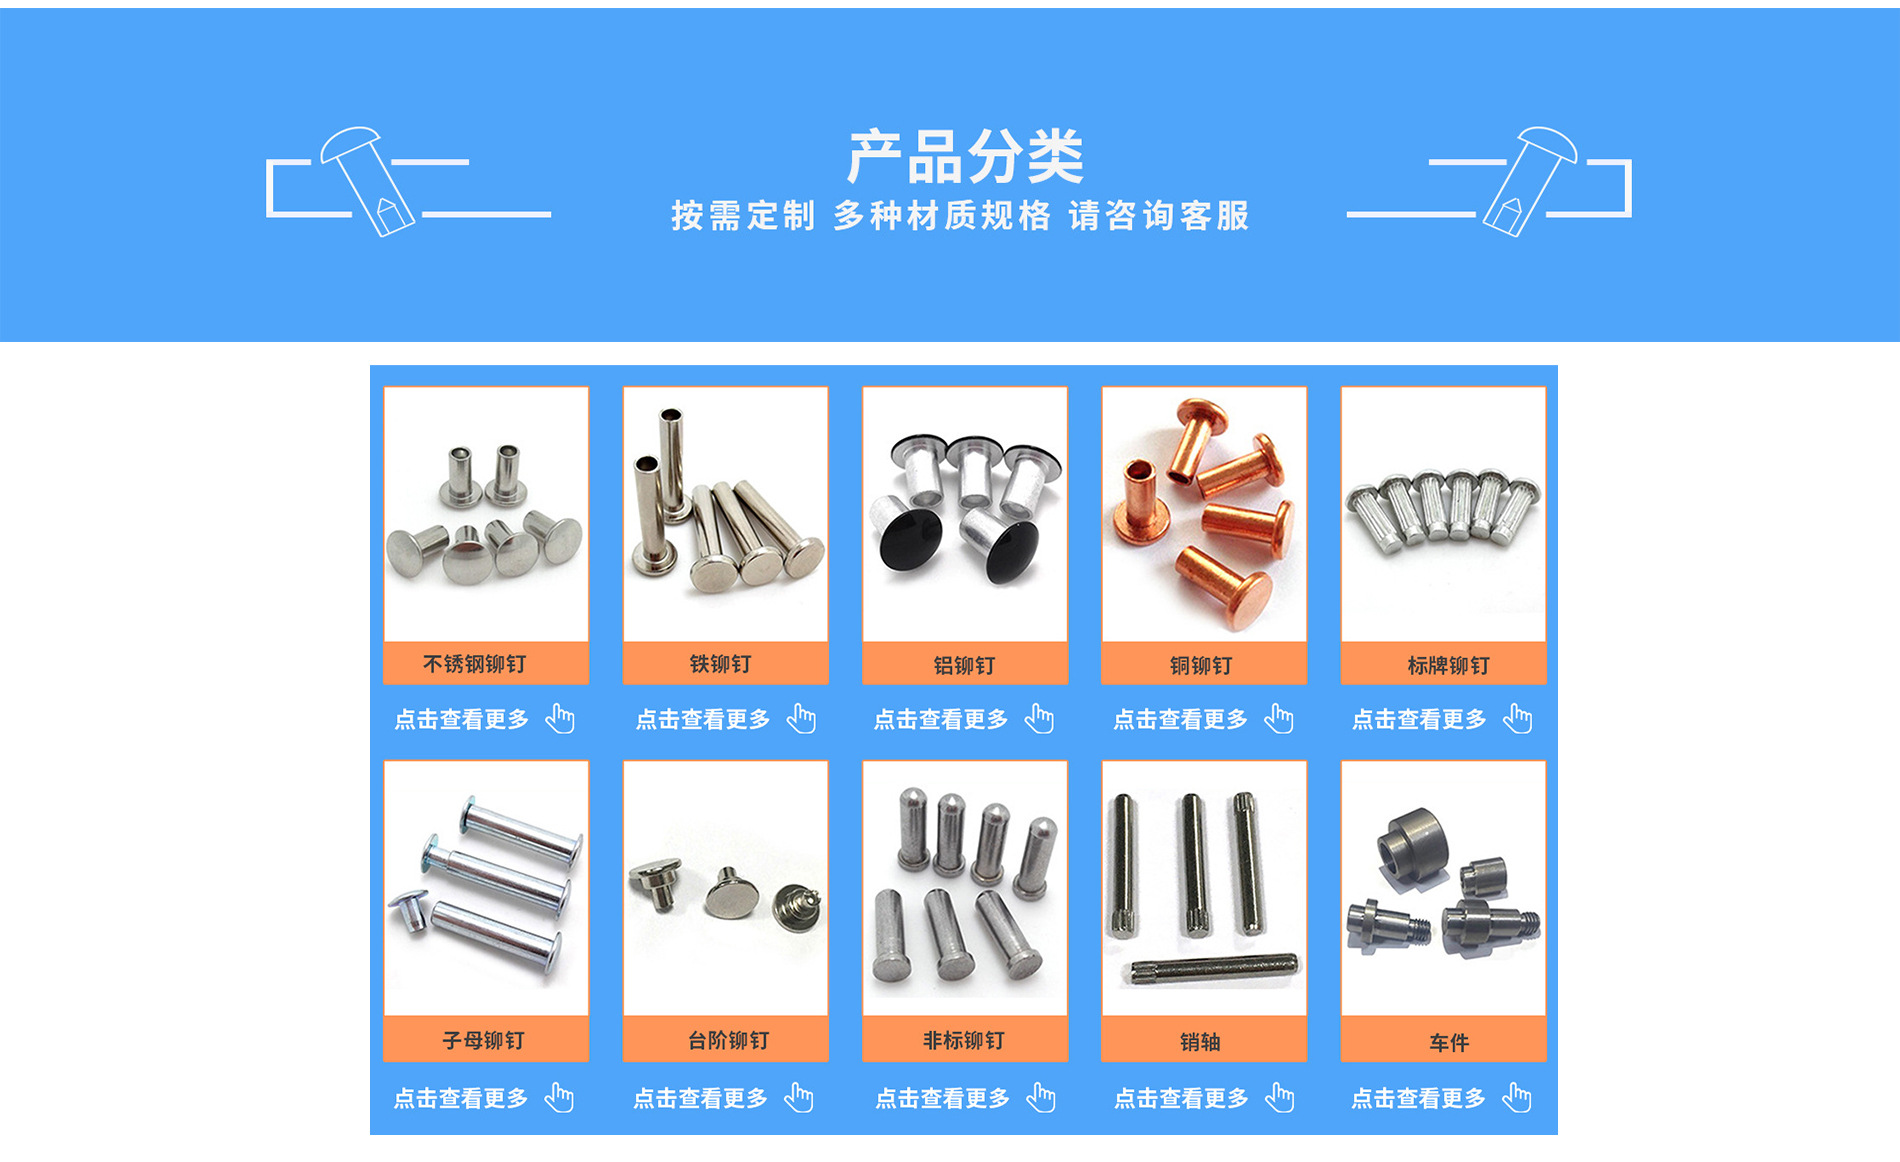 产品分类
按需定制 多种材质规格 请咨询客服
不锈钢铆钉
铁铆钉
铝铆钉
铜铆钉
标牌铆钉
点击查看更多
点击查看更多
点击查看更多
点击查看更多
点击查看更多
子母铆钉
台阶铆钉
非标铆钉
销轴
车件
点击查看更多
点击查看更多
点击查看更多
点击查看更多
点击查看更多